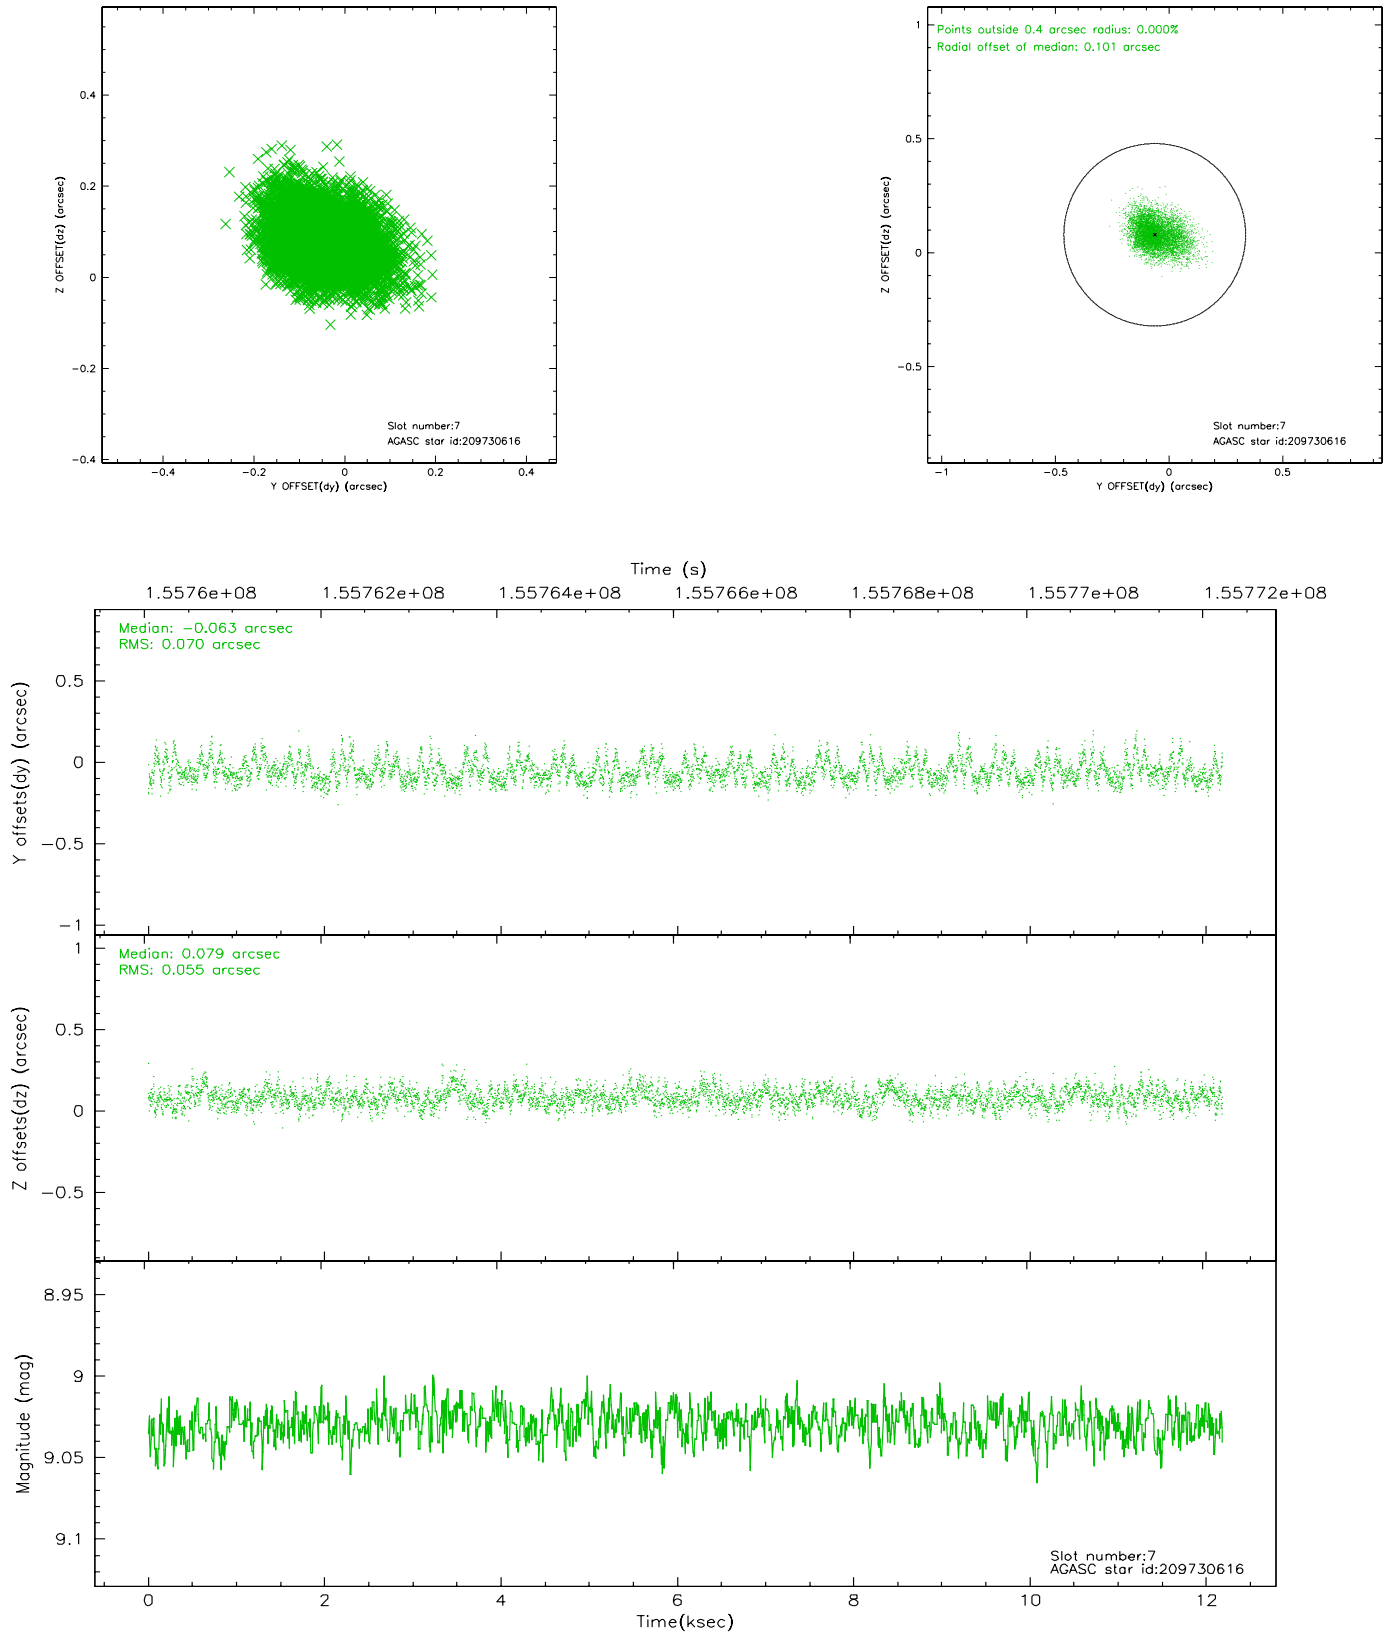 0.4
0.2
0
−0.2
−0.4
−0.4
−0.2
0
0.2
0.4
Z OFFSET(dz) (arcsec)
Y OFFSET(dy) (arcsec)
Slot number:7
AGASC star id:209730616
Points outside 0.4 arcsec radius: 0.000%
Radial offset of median: 0.101 arcsec
1
0.5
0
−0.5
−1
−0.5
0
0.5
Z OFFSET(dz) (arcsec)
Y OFFSET(dy) (arcsec)
Slot number:7
AGASC star id:209730616
Time (s)
1.5576e+08
1.55762e+08
1.55764e+08
1.55766e+08
1.55768e+08
1.5577e+08
1.55772e+08
Median: −0.063 arcsec
RMS: 0.070 arcsec
0.5
0
−0.5
−1
Y offsets(dy) (arcsec)
Median: 0.079 arcsec
RMS: 0.055 arcsec
1
0.5
0
−0.5
Z offsets(dz) (arcsec)
8.95
9
9.05
9.1
Magnitude (mag)
Slot number:7
AGASC star id:209730616
0
2
4
6
8
10
12
Time(ksec)